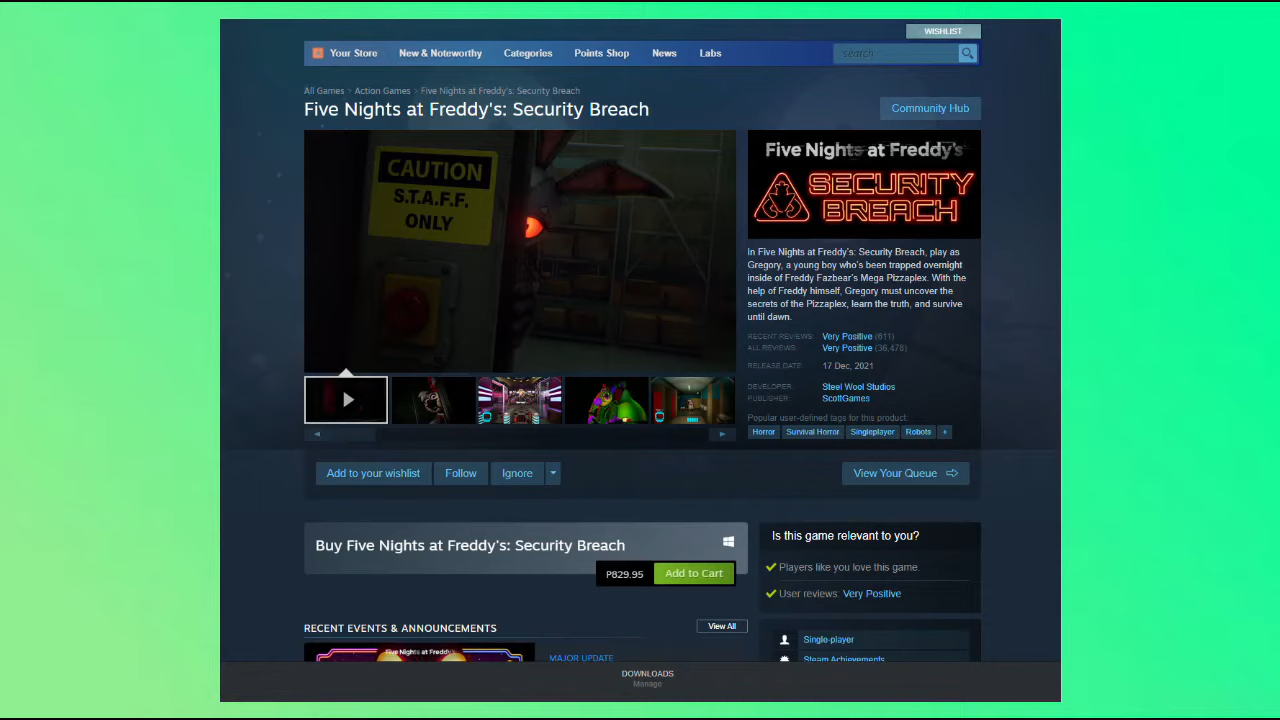 WISHLIST
Your Store New & Noteworthy Categories Points Shop News Labs search
All Games > Action Games > Five Nights at Freddy's: Security Breach
Five Nights at Freddy's: Security Breach
Community Hub
CAUTION
S.T.A.F.F.
ONLY
Five Nights at Freddy's
SECURITY
BREACH
In Five Nights at Freddy's: Security Breach, play as
Gregory, a young boy who's been trapped overnight
inside of Freddy Fazbear's Mega Pizzaplex. With the
help of Freddy himself, Gregory must uncover the
secrets of the Pizzaplex, learn the truth, and survive
until dawn.
RECENT REVIEWS: Very Positive (611)
ALL REVIEWS: Very Positive (36,478)
RELEASE DATE: 17 Dec, 2021
DEVELOPER: Steel Wool Studios
PUBLISHER: ScottGames
Popular user-defined tags for this product:
Horror Survival Horror Singleplayer Robots +
Add to your wishlist Follow Ignore View Your Queue
Buy Five Nights at Freddy's: Security Breach
P829.95 Add to Cart
Is this game relevant to you?
Players like you love this game.
User reviews: Very Positive
RECENT EVENTS & ANNOUNCEMENTS View All
Five Nights at Freddy's
MAJOR UPDATE
Single-player
Steam Achievements
DOWNLOADS
Manage